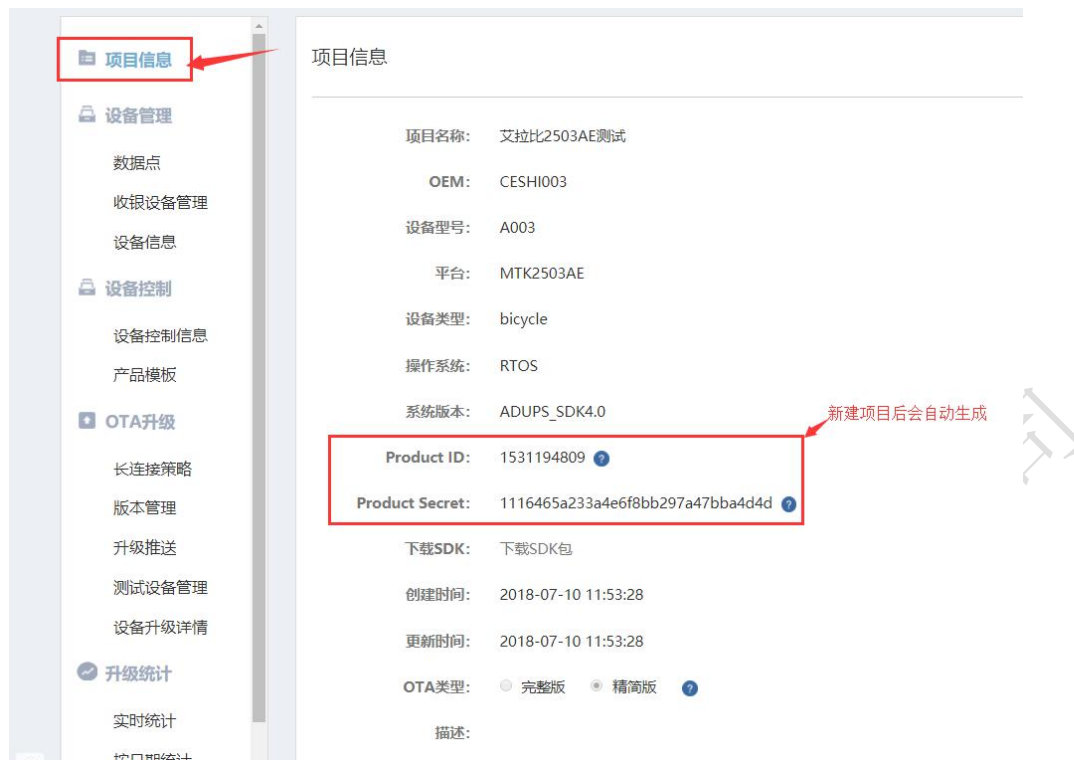 项目信息
设备管理
数据点
收银设备管理
设备信息
设备控制
设备控制信息
产品模板
OTA升级
长连接策略
版本管理
升级推送
测试设备管理
设备升级详情
升级统计
实时统计
按日期统计
项目信息
项目名称: 艾拉比2503AE测试
OEM: CESHI003
设备型号: A003
平台: MTK2503AE
设备类型: bicycle
操作系统: RTOS
系统版本: ADUPS_SDK4.0
新建项目后会自动生成
Product ID: 1531194809
Product Secret: 1116465a233a4e6f8bb297a47bba4d4d
下载SDK: 下载SDK包
创建时间: 2018-07-10 11:53:28
更新时间: 2018-07-10 11:53:28
OTA类型: 完整版 精简版
描述: